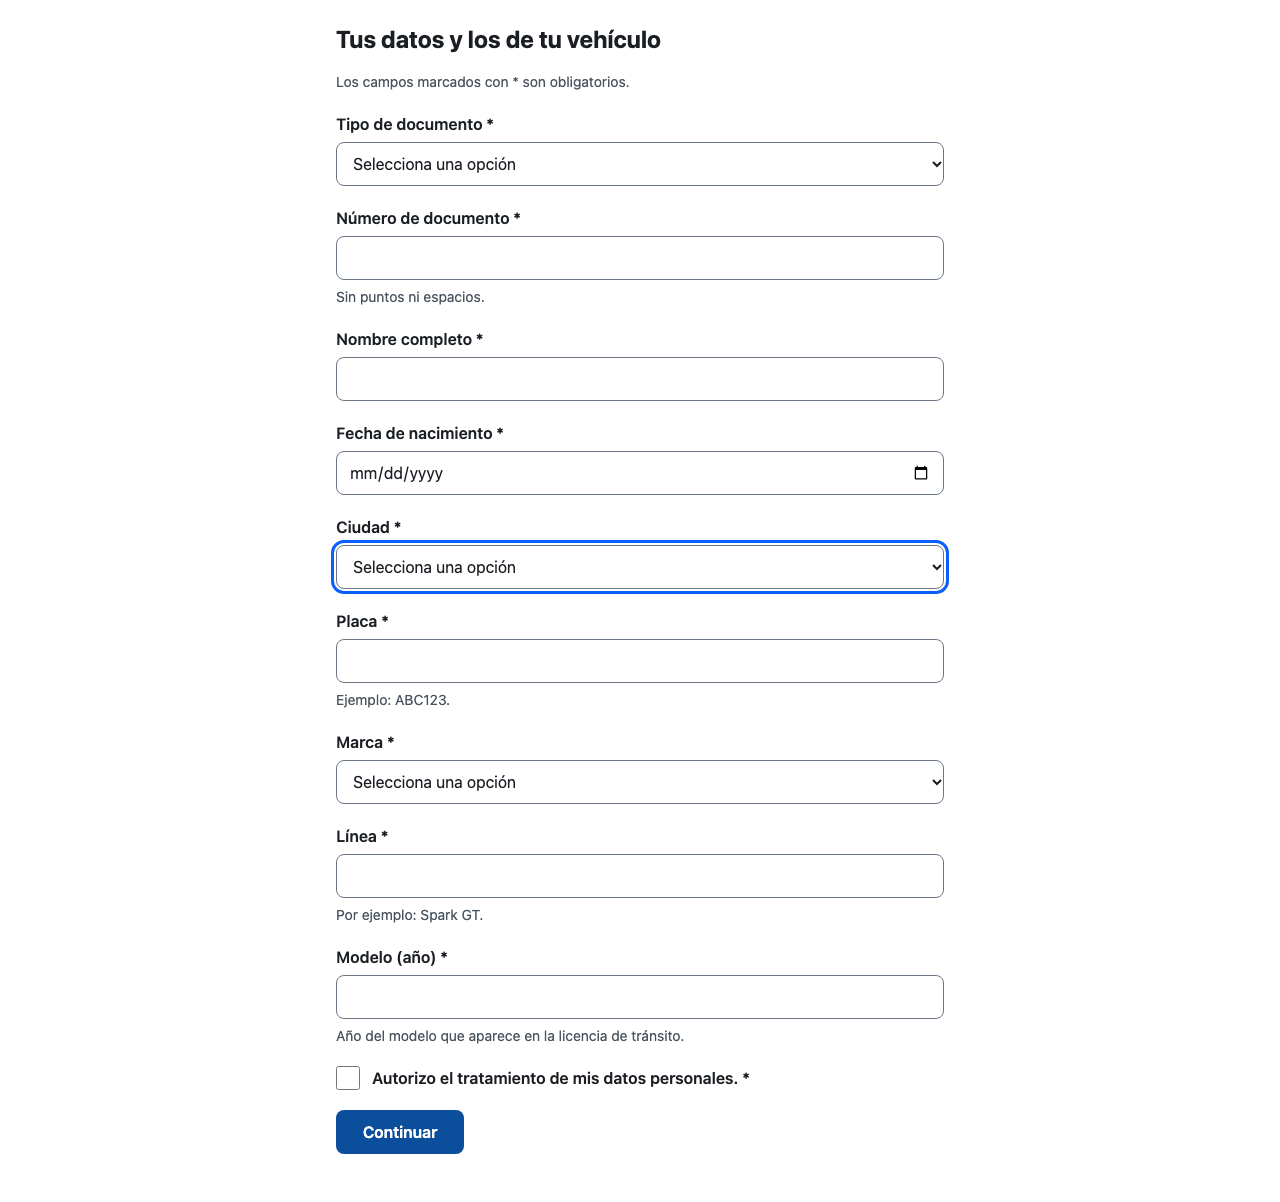 Tus datos y los de tu vehículo
Los campos marcados con * son obligatorios.
Tipo de documento *
Selecciona una opción
Número de documento *
Sin puntos ni espacios.
Nombre completo *
Fecha de nacimiento *
mm/dd/yyyy
Ciudad *
Selecciona una opción
Placa *
Ejemplo: ABC123.
Marca *
Selecciona una opción
Línea *
Por ejemplo: Spark GT.
Modelo (año) *
Año del modelo que aparece en la licencia de tránsito.
Autorizo el tratamiento de mis datos personales. *
Continuar